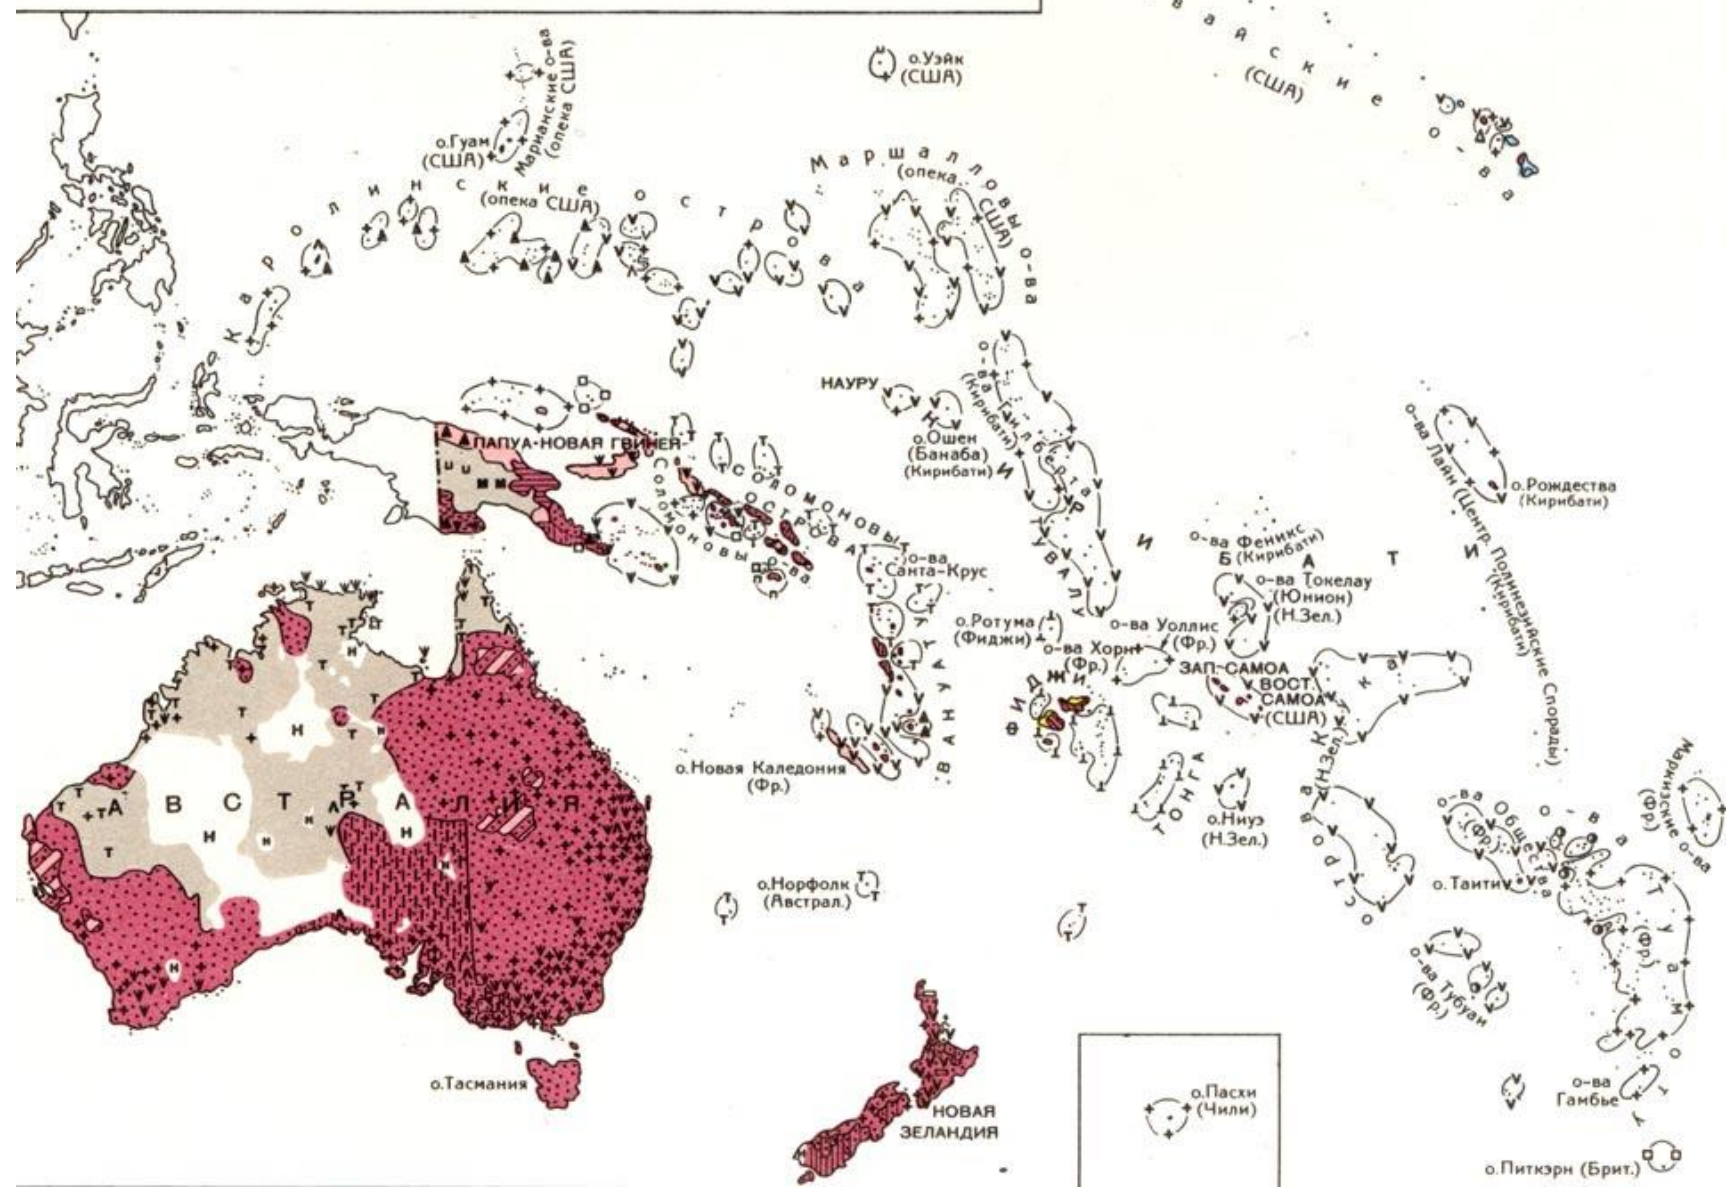 вайские о-ва
(США)
о.Уэйк
(США)
Марианские о-ва
(опека США)
о.Гуам
(США)
Каролинские острова
(опека США)
Маршалловы о-ва
(опека США)
НАУРУ
о.Ошен
(Банаба)
(Кирибати)
о-ва Гилберта
(Кирибати)
КИРИБАТИ
ТУВАЛУ
о-ва Лайн (Центр. Полинезийские Спорады)
(Кирибати)
о.Рождества
(Кирибати)
ПАПУА-НОВАЯ ГВИНЕЯ
СОЛОМОНОВЫ
ОСТРОВА
Соломоновы о-ва
о-ва
Санта-Крус
ВАНУАТУ
о-ва Феникс
(Кирибати)
о-ва Токелау
(Юнион)
(Н.Зел.)
о.Ротума
(Фиджи)
о-ва Уоллис
(Фр.)
о-ва Хорн
(Фр.)
ЗАП-САМОА
ВОСТ.
САМОА
(США)
ФИДЖИ
ТОНГА
о.Ниуэ
(Н.Зел.)
острова Кука
(Н.Зел.)
о-ва Общества
(Фр.)
о.Таити
Маркизские о-ва
(Фр.)
о-ва Туамоту
(Фр.)
о-ва Тубуаи
(Фр.)
о-ва
Гамбье
о.Питкэрн (Брит.)
о.Новая Каледония
(Фр.)
о.Норфолк
(Австрал.)
АВСТРАЛИЯ
о.Тасмания
НОВАЯ
ЗЕЛАНДИЯ
о.Пасхи
(Чили)